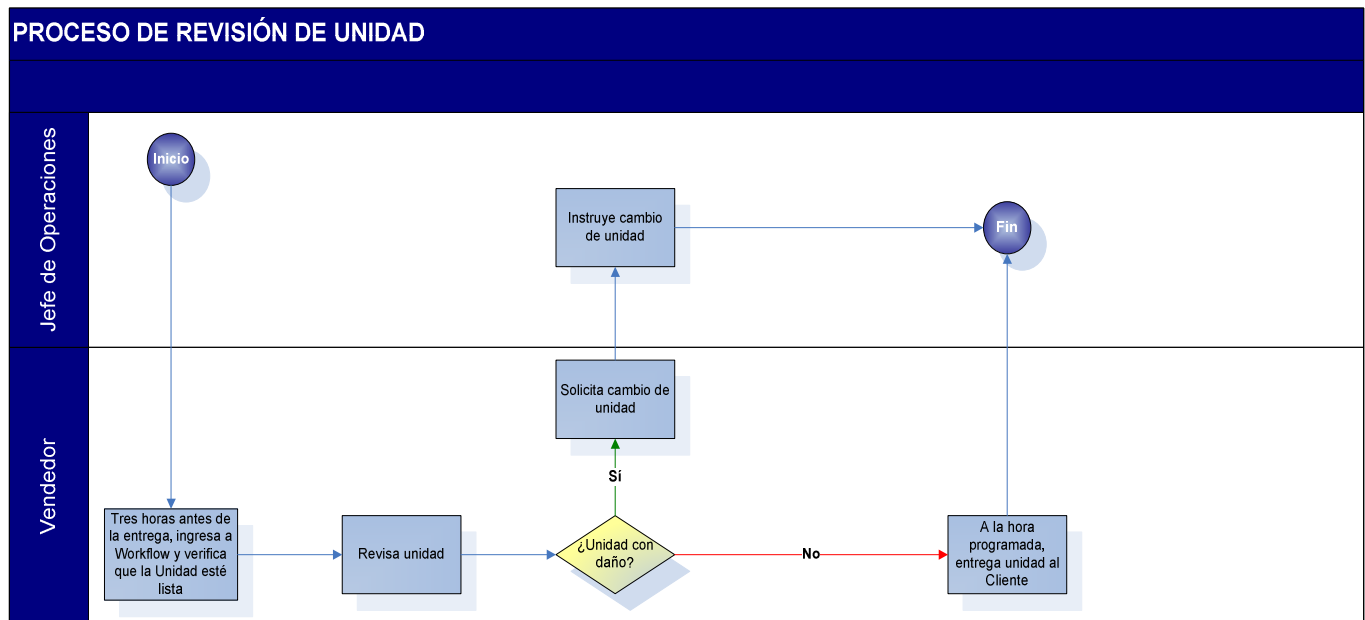 PROCESO DE REVISIÓN DE UNIDAD
Jefe de Operaciones
Inicio
Instruye cambio
de unidad
Fin
Vendedor
Solicita cambio de
unidad
Sí
Tres horas antes de
la entrega, ingresa a
Workflow y verifica
que la Unidad esté
lista
Revisa unidad
¿Unidad con
daño?
No
A la hora
programada,
entrega unidad al
Cliente